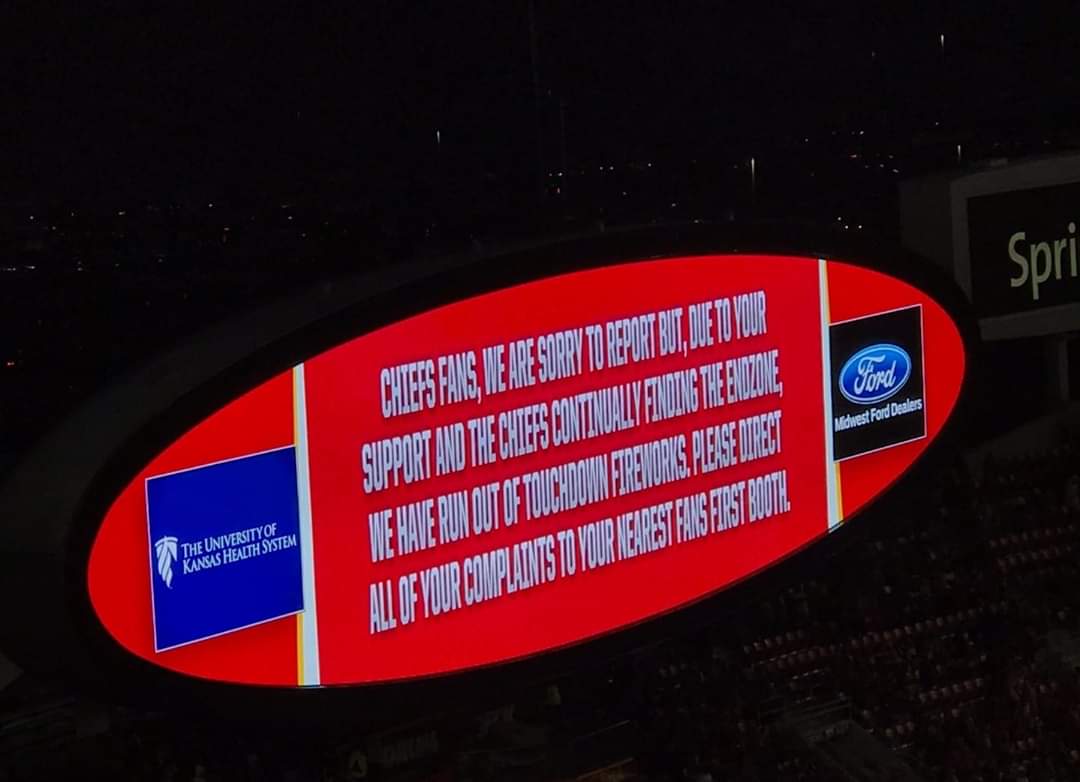 CHIEFS FANS, WE ARE SORRY TO REPORT BUT, DUE TO YOUR
SUPPORT AND THE CHIEFS CONTINUALLY FINDING THE ENDZONE,
WE HAVE RUN OUT OF TOUCHDOWN FIREWORKS. PLEASE DIRECT
ALL OF YOUR COMPLAINTS TO YOUR NEAREST FANS FIRST BOOTH.
THE UNIVERSITY OF
KANSAS HEALTH SYSTEM
Ford
Midwest Ford Dealers
Spri